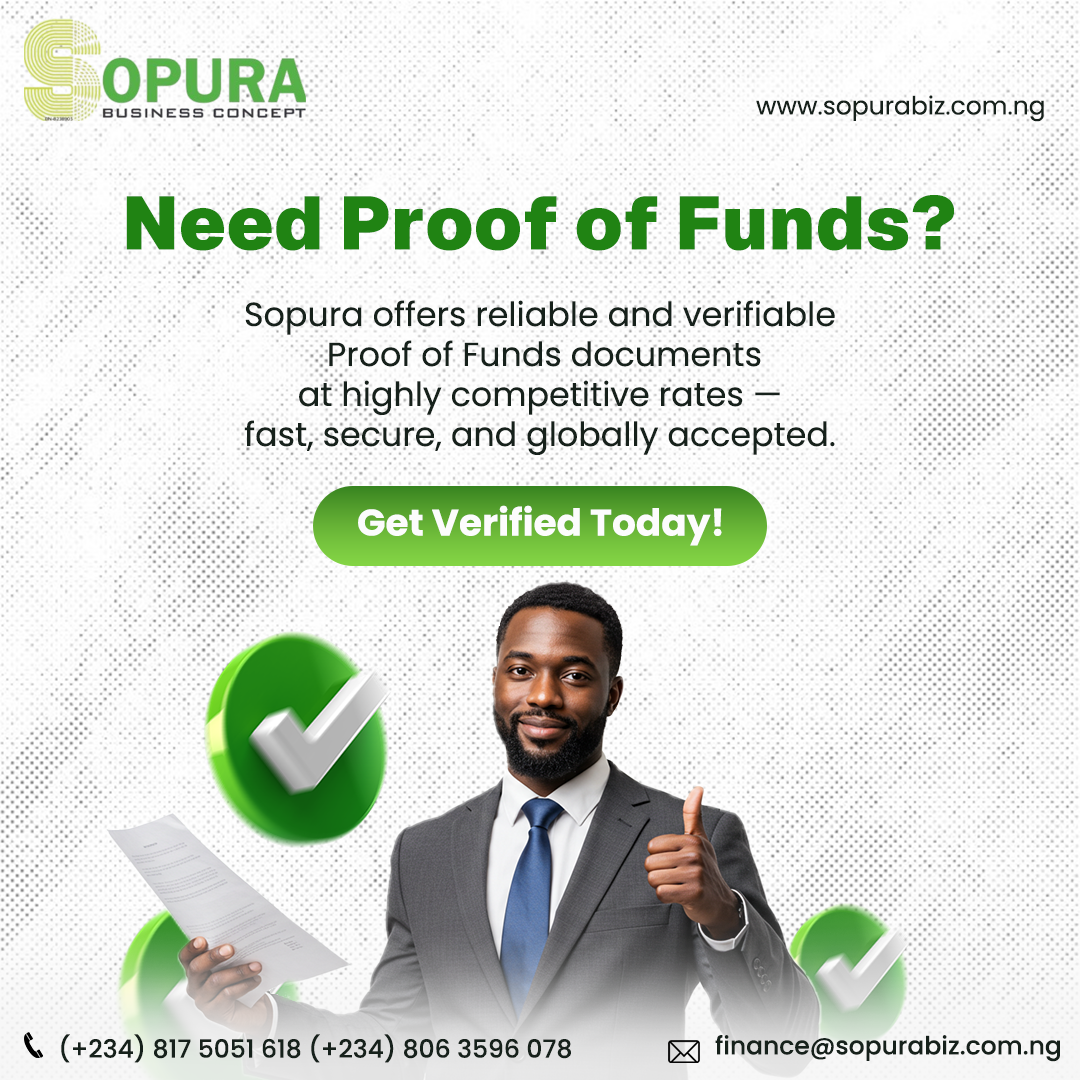 SOPURA
BUSINESS CONCEPT
www.sopurabiz.com.ng
Need Proof of Funds?
Sopura offers reliable and verifiable
Proof of Funds documents
at highly competitive rates —
fast, secure, and globally accepted.
Get Verified Today!
(+234) 817 5051 618 (+234) 806 3596 078
finance@sopurabiz.com.ng